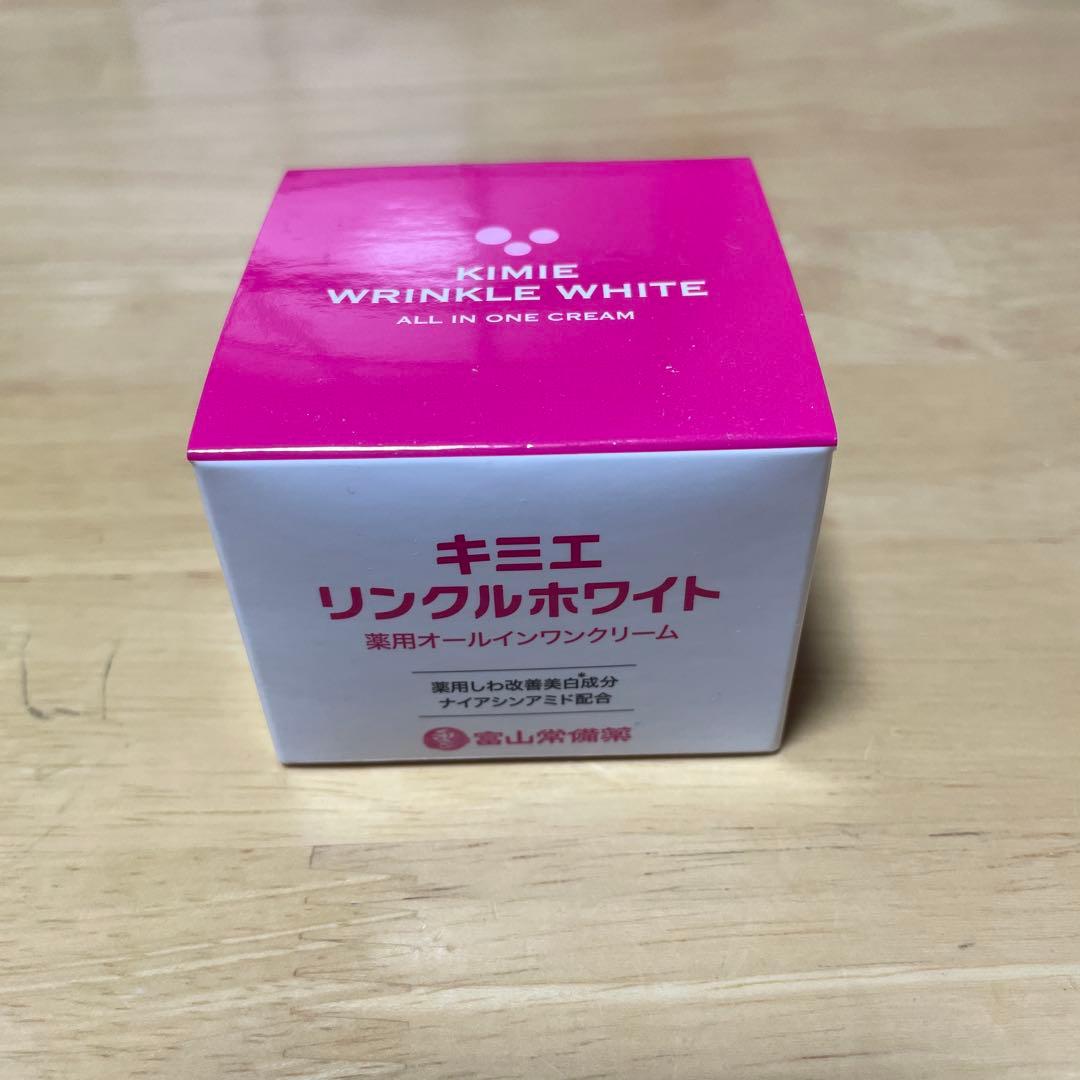 KIMIE
WRINKLE WHITE
ALL IN ONE CREAM
キミエ
リンクルホワイト
薬用オールインワンクリーム
薬用しわ改善美白*成分
ナイアシンアミド配合
富山常備薬